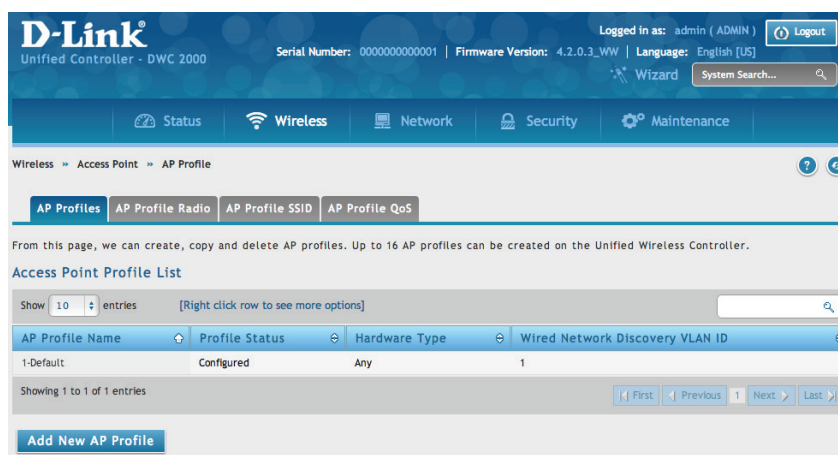 D-Link®
Unified Controller - DWC 2000
Logged in as: admin ( ADMIN )
Logout
Serial Number: 0000000000001 | Firmware Version: 4.2.0.3_WW | Language: English [US]
Wizard
System Search...
Status
Wireless
Network
Security
Maintenance
Wireless » Access Point » AP Profile
?
AP Profiles
AP Profile Radio
AP Profile SSID
AP Profile QoS
From this page, we can create, copy and delete AP profiles. Up to 16 AP profiles can be created on the Unified Wireless Controller.
Access Point Profile List
Show 10 entries
[Right click row to see more options]
AP Profile Name Profile Status Hardware Type Wired Network Discovery VLAN ID
1-Default Configured Any 1
Showing 1 to 1 of 1 entries
First Previous 1 Next Last
Add New AP Profile